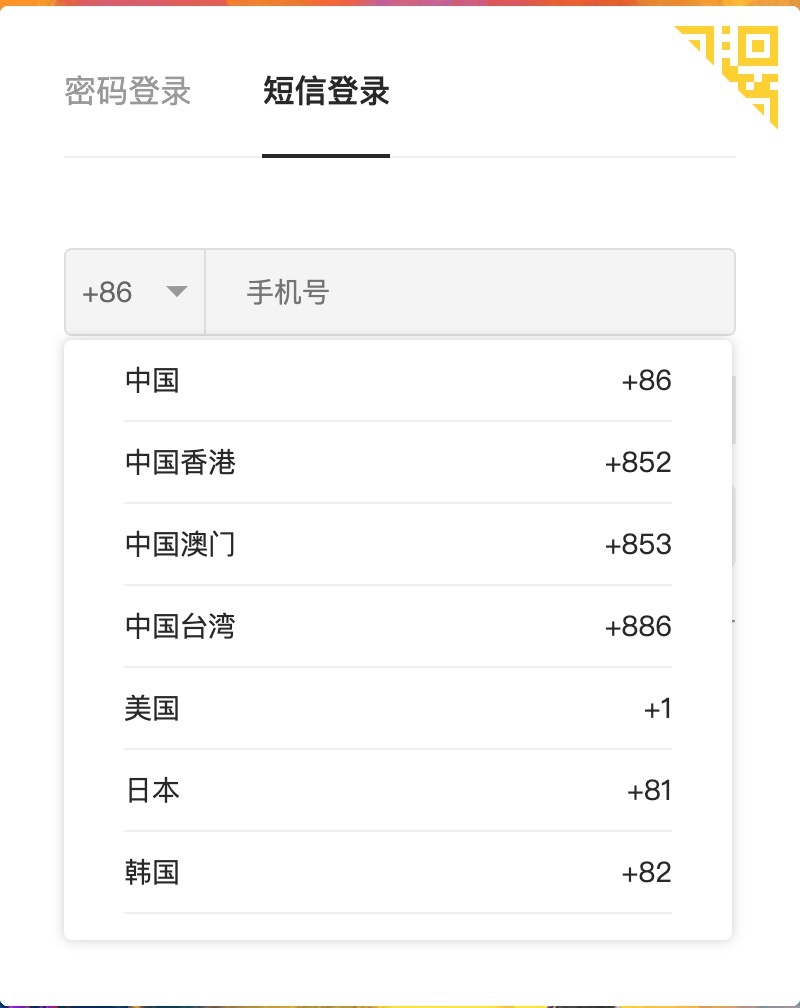 密码登录 短信登录
+86 手机号
中国 +86
中国香港 +852
中国澳门 +853
中国台湾 +886
美国 +1
日本 +81
韩国 +82